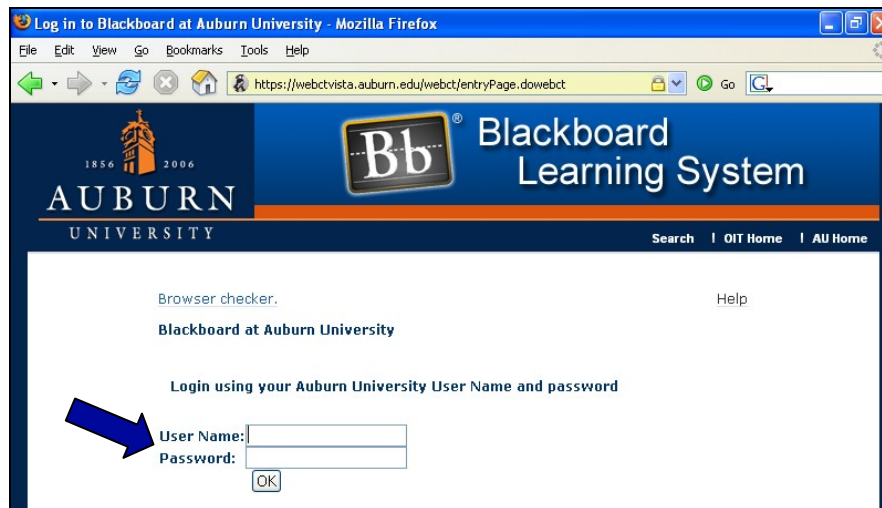 Log in to Blackboard at Auburn University - Mozilla Firefox
File Edit View Go Bookmarks Tools Help
https://webctvista.auburn.edu/webct/entryPage.dowebct Go G
1856 2006
AUBURN
UNIVERSITY
Bb ®
Blackboard
Learning System
Search | OIT Home | AU Home
Browser checker. Help
Blackboard at Auburn University
Login using your Auburn University User Name and password
User Name:
Password:
OK